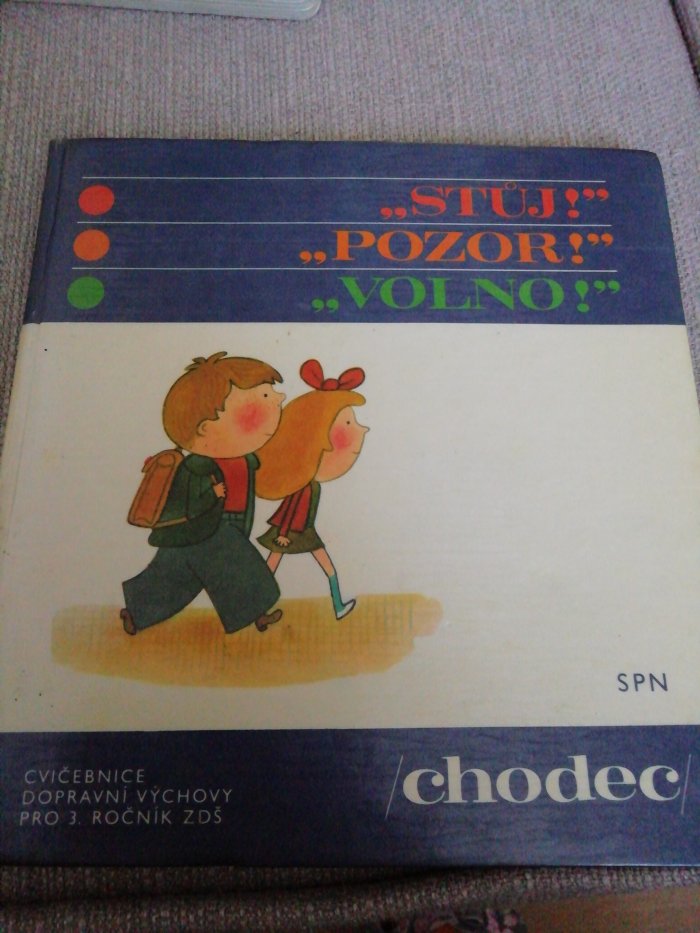 „STŮJ!”
„POZOR!”
„VOLNO!”
SPN
CVIČEBNICE
DOPRAVNÍ VÝCHOVY
PRO 3. ROČNÍK ZDŠ
/chodec/